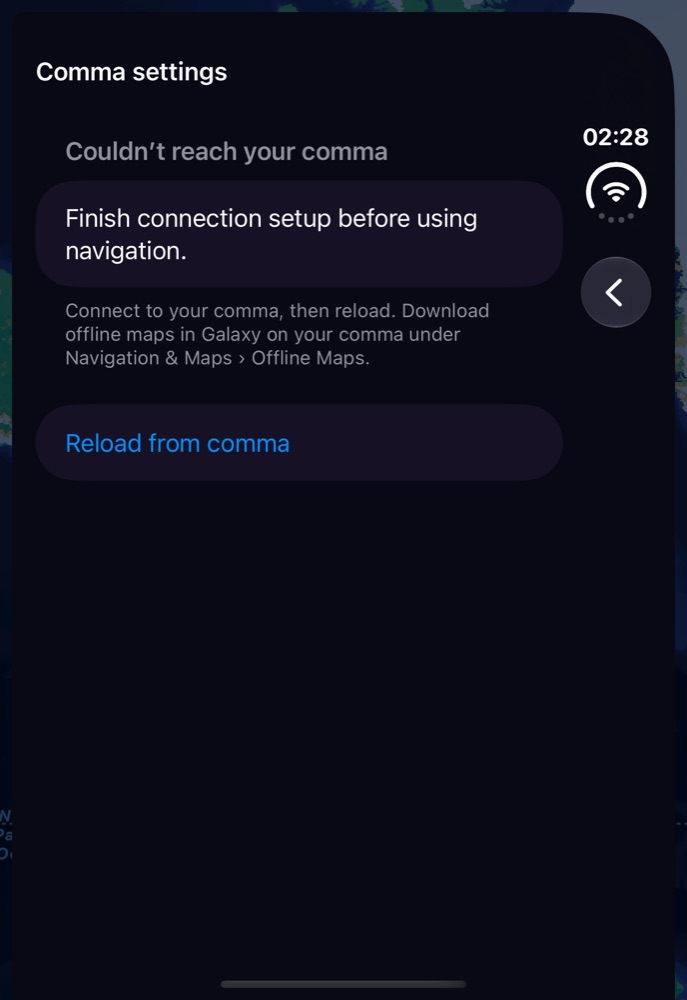 Comma settings
02:28
Couldn’t reach your comma
Finish connection setup before using
navigation.
Connect to your comma, then reload. Download
offline maps in Galaxy on your comma under
Navigation & Maps › Offline Maps.
Reload from comma